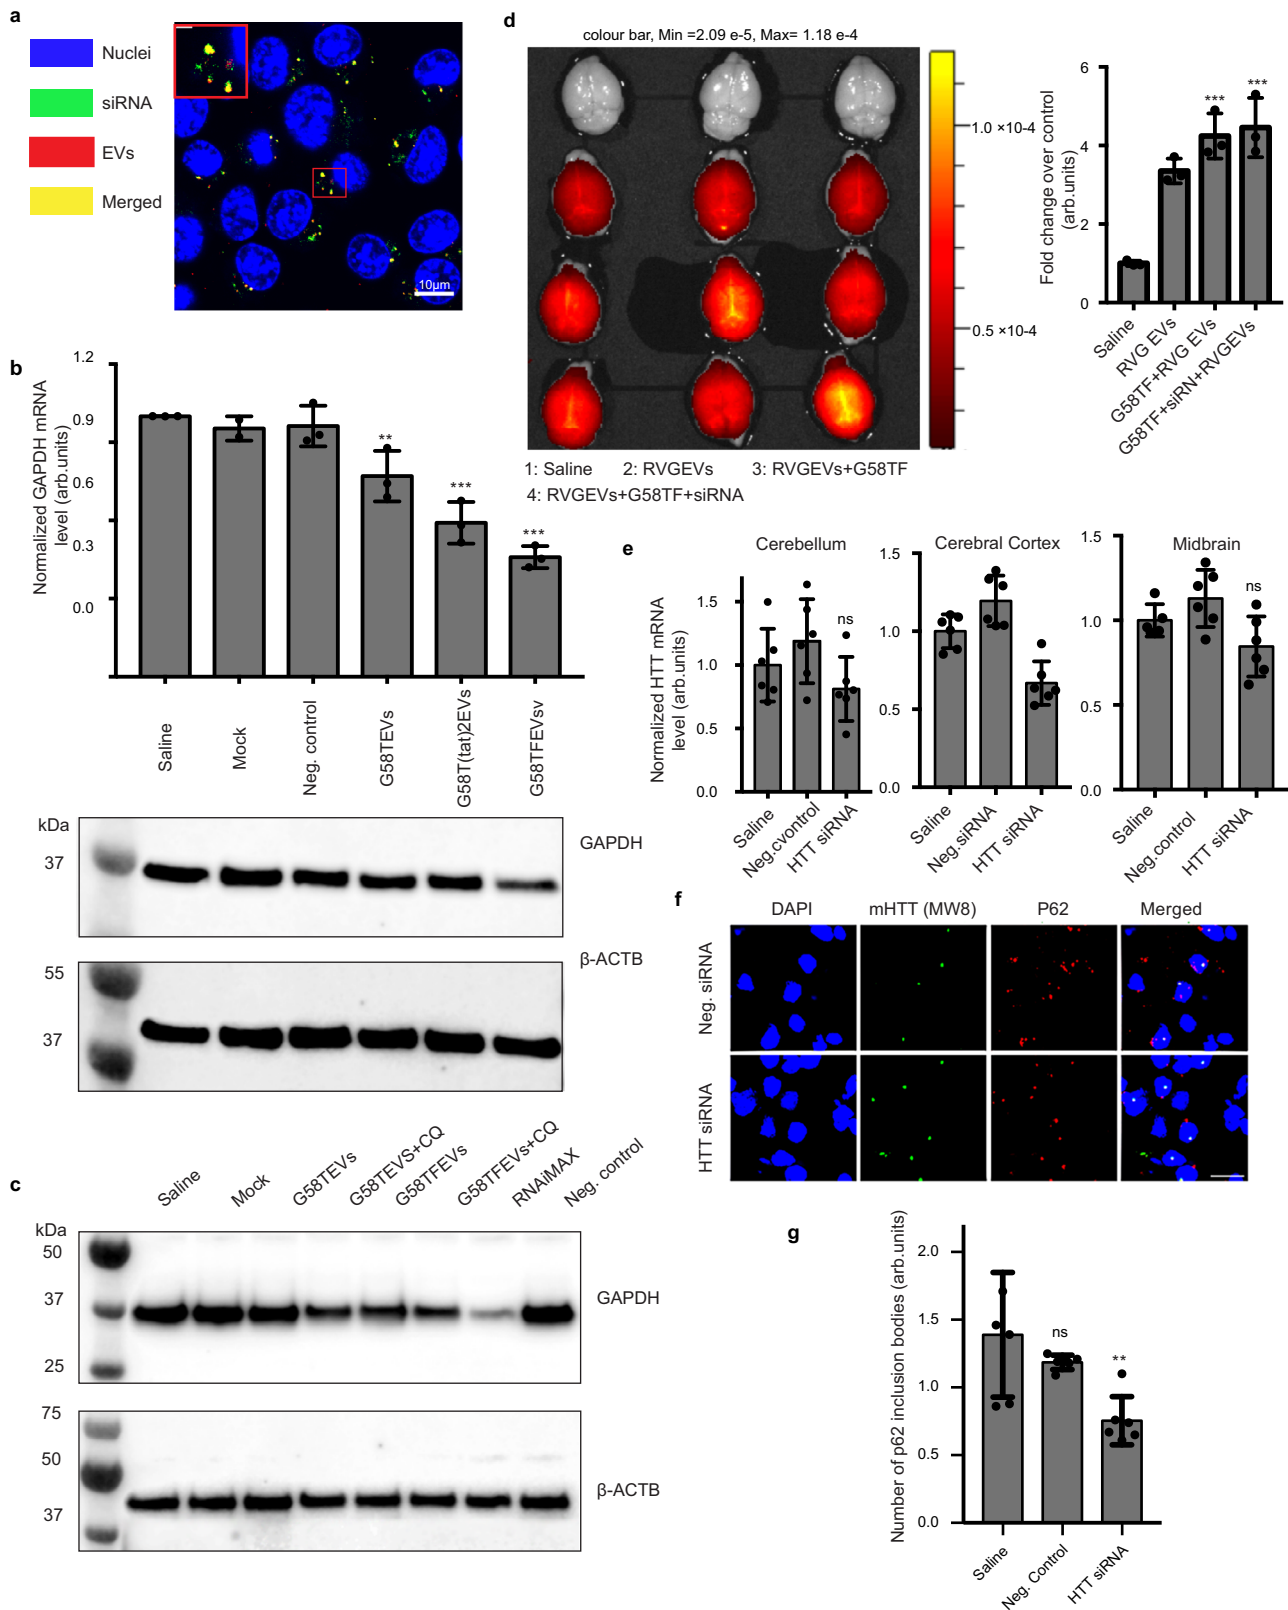 a
Nuclei
siRNA
EVs
Merged
10µm
b
Normalized GAPDH mRNA
level (arb.units)
1.2
0.9
0.6
0.3
0.0
**
***
***
Saline
Mock
Neg. control
G58TEVs
G58T(tat)2EVs
G58TFEVsv
kDa
37
GAPDH
55
37
β-ACTB
c
Saline
Mock
G58TEVs
G58TEVS+CQ
G58TFEVs
G58TFEVs+CQ
RNAiMAX
Neg. control
kDa
50
37
25
GAPDH
75
50
37
β-ACTB
d
colour bar, Min =2.09 e-5, Max= 1.18 e-4
1.0 ×10-4
0.5 ×10-4
1: Saline 2: RVGEVs 3: RVGEVs+G58TF
4: RVGEVs+G58TF+siRNA
Fold change over control
(arb.units)
6
4
2
0
***
***
Saline
RVG EVs
G58TF+RVG EVs
G58TF+siRN+RVGEVs
e
Normalized HTT mRNA
level (arb.units)
Cerebellum
1.5
1.0
0.5
0.0
ns
Saline
Neg.cvontrol
HTT siRNA
Cerebral Cortex
1.5
1.0
0.5
0.0
Saline
Neg.siRNA
HTT siRNA
Midbrain
1.5
1.0
0.5
0.0
ns
Saline
Neg.control
HTT siRNA
f
DAPI
mHTT (MW8)
P62
Merged
Neg. siRNA
HTT siRNA
g
Number of p62 inclusion bodies (arb.units)
2.0
1.5
1.0
0.5
0.0
ns
**
Saline
Neg. Control
HTT siRNA